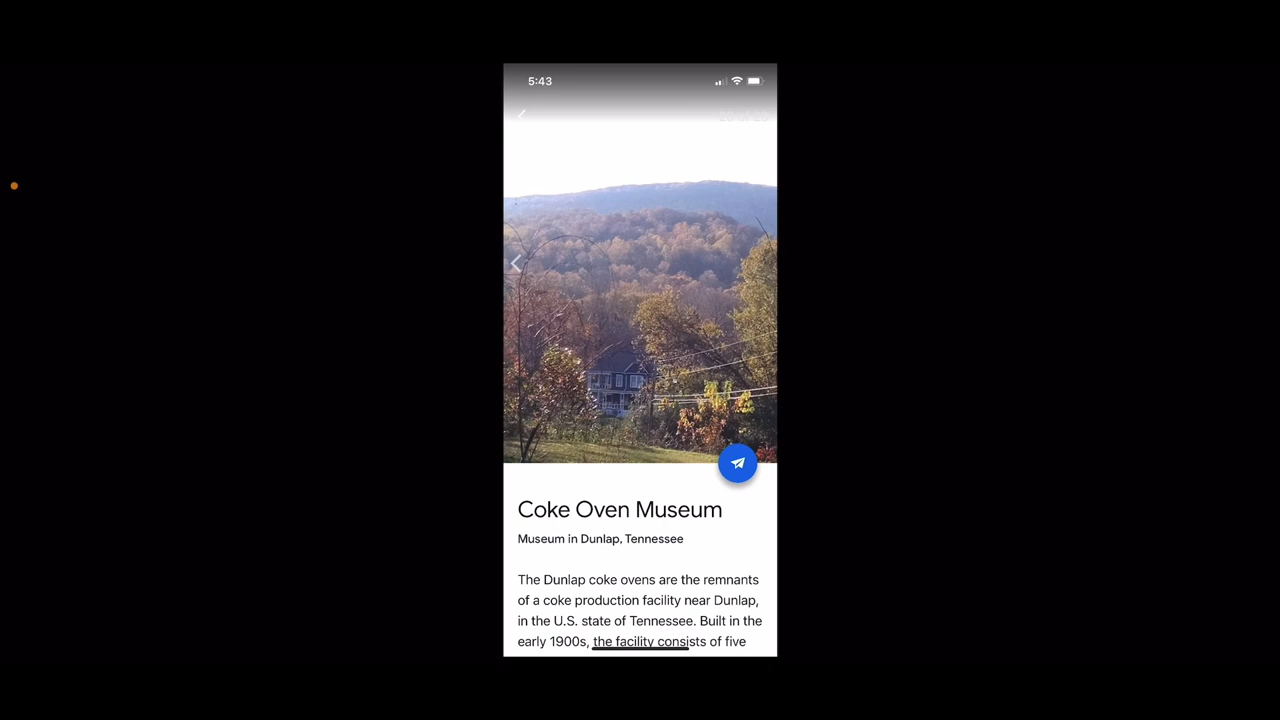 5:43
Coke Oven Museum
Museum in Dunlap, Tennessee
The Dunlap coke ovens are the remnants
of a coke production facility near Dunlap,
in the U.S. state of Tennessee. Built in the
early 1900s, the facility consists of five